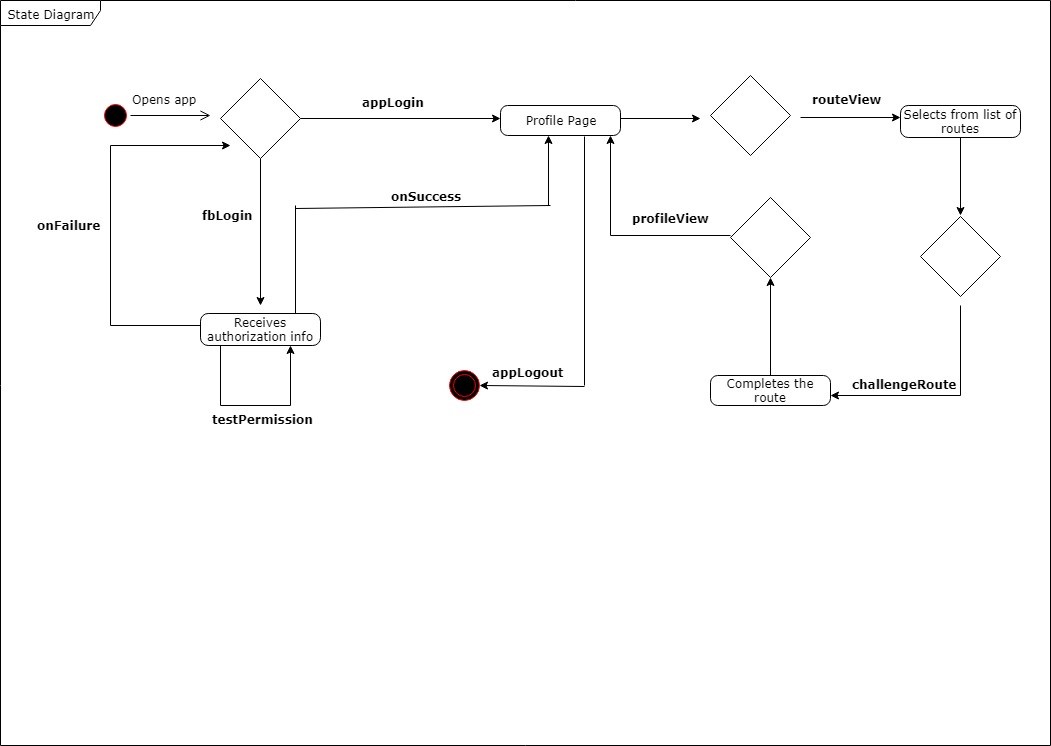 State Diagram
Opens app
appLogin
Profile Page
routeView
Selects from list of
routes
onFailure
fbLogin
onSuccess
profileView
Receives
authorization info
appLogout
Completes the
route
challengeRoute
testPermission